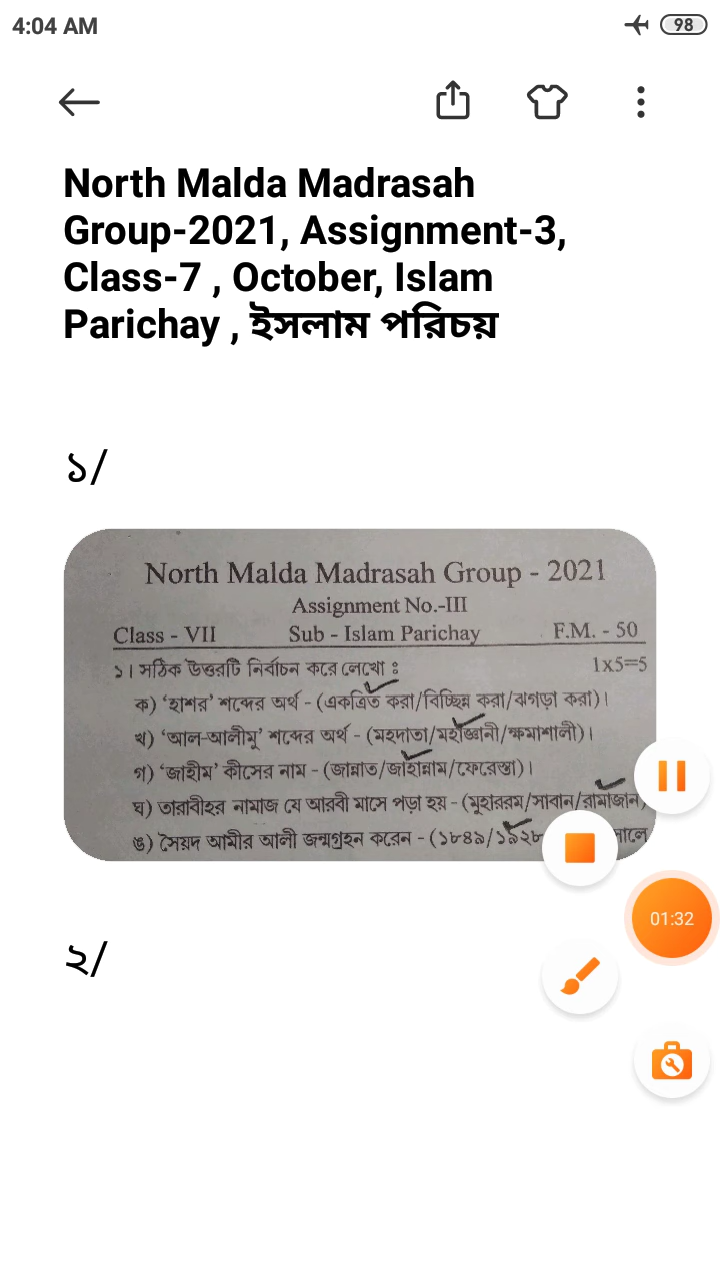 4:04 AM
98
North Malda Madrasah
Group-2021, Assignment-3,
Class-7 , October, Islam
Parichay , ইসলাম পরিচয়
১/
North Malda Madrasah Group - 2021
Assignment No.-III
Class - VII Sub - Islam Parichay F.M. - 50
১। সঠিক উত্তরটি নির্বাচন করে লেখো ঃ 1x5=5
ক) ‘হাশর’ শব্দের অর্থ - (একত্রিত করা/বিচ্ছিন্ন করা/ঝগড়া করা)।
খ) ‘আল-আলীমু’ শব্দের অর্থ - (মহদাতা/মহাজ্ঞানী/ক্ষমাশালী)।
গ) ‘জাহীম’ কীসের নাম - (জান্নাত/জাহান্নাম/ফেরেস্তা)।
ঘ) তারাবীহর নামাজ যে আরবী মাসে পড়া হয় - (মুহাররম/সাবান/রামাজান)
ঙ) সৈয়দ আমীর আলী জন্মগ্রহন করেন - (১৮৪৯/১৯২৮ সালে
01:32
২/